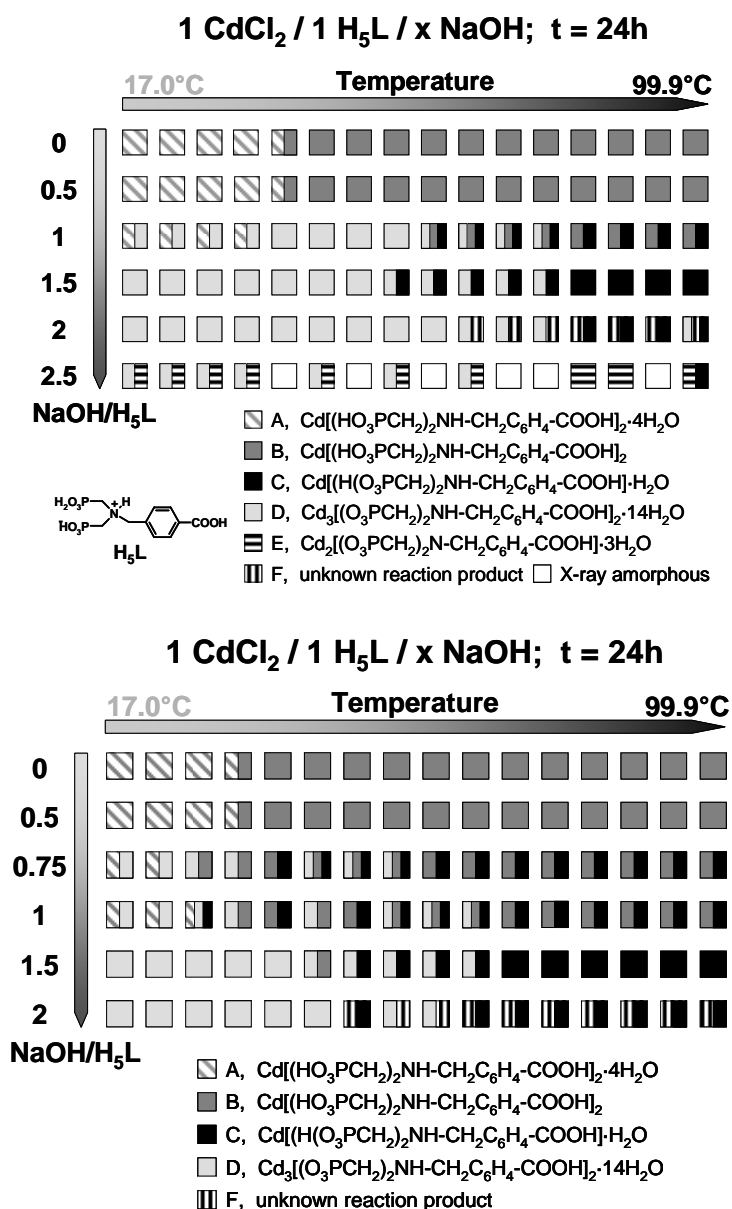 1 CdCl₂ / 1 H₅L / x NaOH; t = 24h
17.0°C Temperature 99.9°C
0
0.5
1
1.5
2
2.5
NaOH/H₅L
A, Cd[(HO₃PCH₂)₂NH-CH₂C₆H₄-COOH]₂·4H₂O
B, Cd[(HO₃PCH₂)₂NH-CH₂C₆H₄-COOH]₂
C, Cd[(H(O₃PCH₂)₂NH-CH₂C₆H₄-COOH]·H₂O
D, Cd₃[(O₃PCH₂)₂NH-CH₂C₆H₄-COOH]₂·14H₂O
E, Cd₂[(O₃PCH₂)₂N-CH₂C₆H₄-COOH]·3H₂O
F, unknown reaction product X-ray amorphous
H₂O₃P
HO₃P
N
+
H
COOH
H₅L
1 CdCl₂ / 1 H₅L / x NaOH; t = 24h
17.0°C Temperature 99.9°C
0
0.5
0.75
1
1.5
2
NaOH/H₅L
A, Cd[(HO₃PCH₂)₂NH-CH₂C₆H₄-COOH]₂·4H₂O
B, Cd[(HO₃PCH₂)₂NH-CH₂C₆H₄-COOH]₂
C, Cd[(H(O₃PCH₂)₂NH-CH₂C₆H₄-COOH]·H₂O
D, Cd₃[(O₃PCH₂)₂NH-CH₂C₆H₄-COOH]₂·14H₂O
F, unknown reaction product